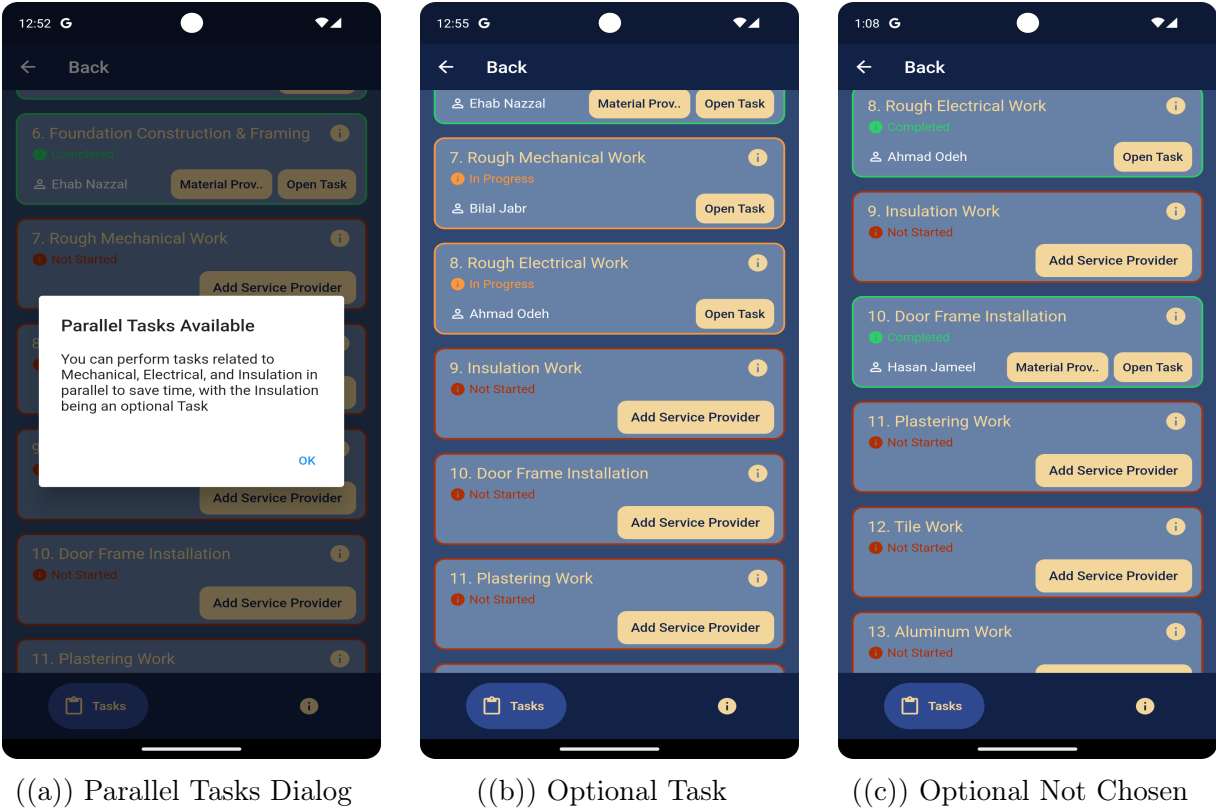 12:52 G
Back
6. Foundation Construction & Framing
Completed
Ehab Nazzal
Material Prov..
Open Task
7. Rough Mechanical Work
Not Started
Add Service Provider
8
Parallel Tasks Available
You can perform tasks related to
Mechanical, Electrical, and Insulation in
parallel to save time, with the Insulation
being an optional Task
OK
9
Add Service Provider
10. Door Frame Installation
Not Started
Add Service Provider
11. Plastering Work
Tasks
((a)) Parallel Tasks Dialog
12:55 G
Back
Ehab Nazzal
Material Prov..
Open Task
7. Rough Mechanical Work
In Progress
Bilal Jabr
Open Task
8. Rough Electrical Work
In Progress
Ahmad Odeh
Open Task
9. Insulation Work
Not Started
Add Service Provider
10. Door Frame Installation
Not Started
Add Service Provider
11. Plastering Work
Not Started
Add Service Provider
Tasks
((b)) Optional Task
1:08 G
Back
8. Rough Electrical Work
Completed
Ahmad Odeh
Open Task
9. Insulation Work
Not Started
Add Service Provider
10. Door Frame Installation
Completed
Hasan Jameel
Material Prov..
Open Task
11. Plastering Work
Not Started
Add Service Provider
12. Tile Work
Not Started
Add Service Provider
13. Aluminum Work
Not Started
Tasks
((c)) Optional Not Chosen